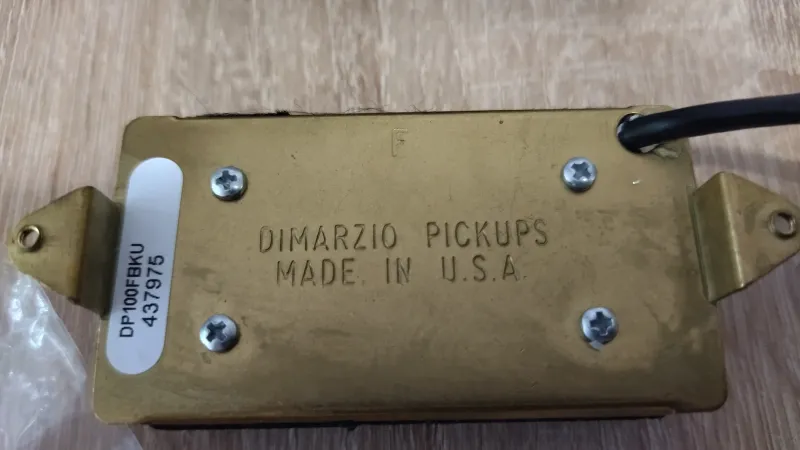 F
DIMARZIO PICKUPS
MADE IN U.S.A.
DP100FBKU
437975